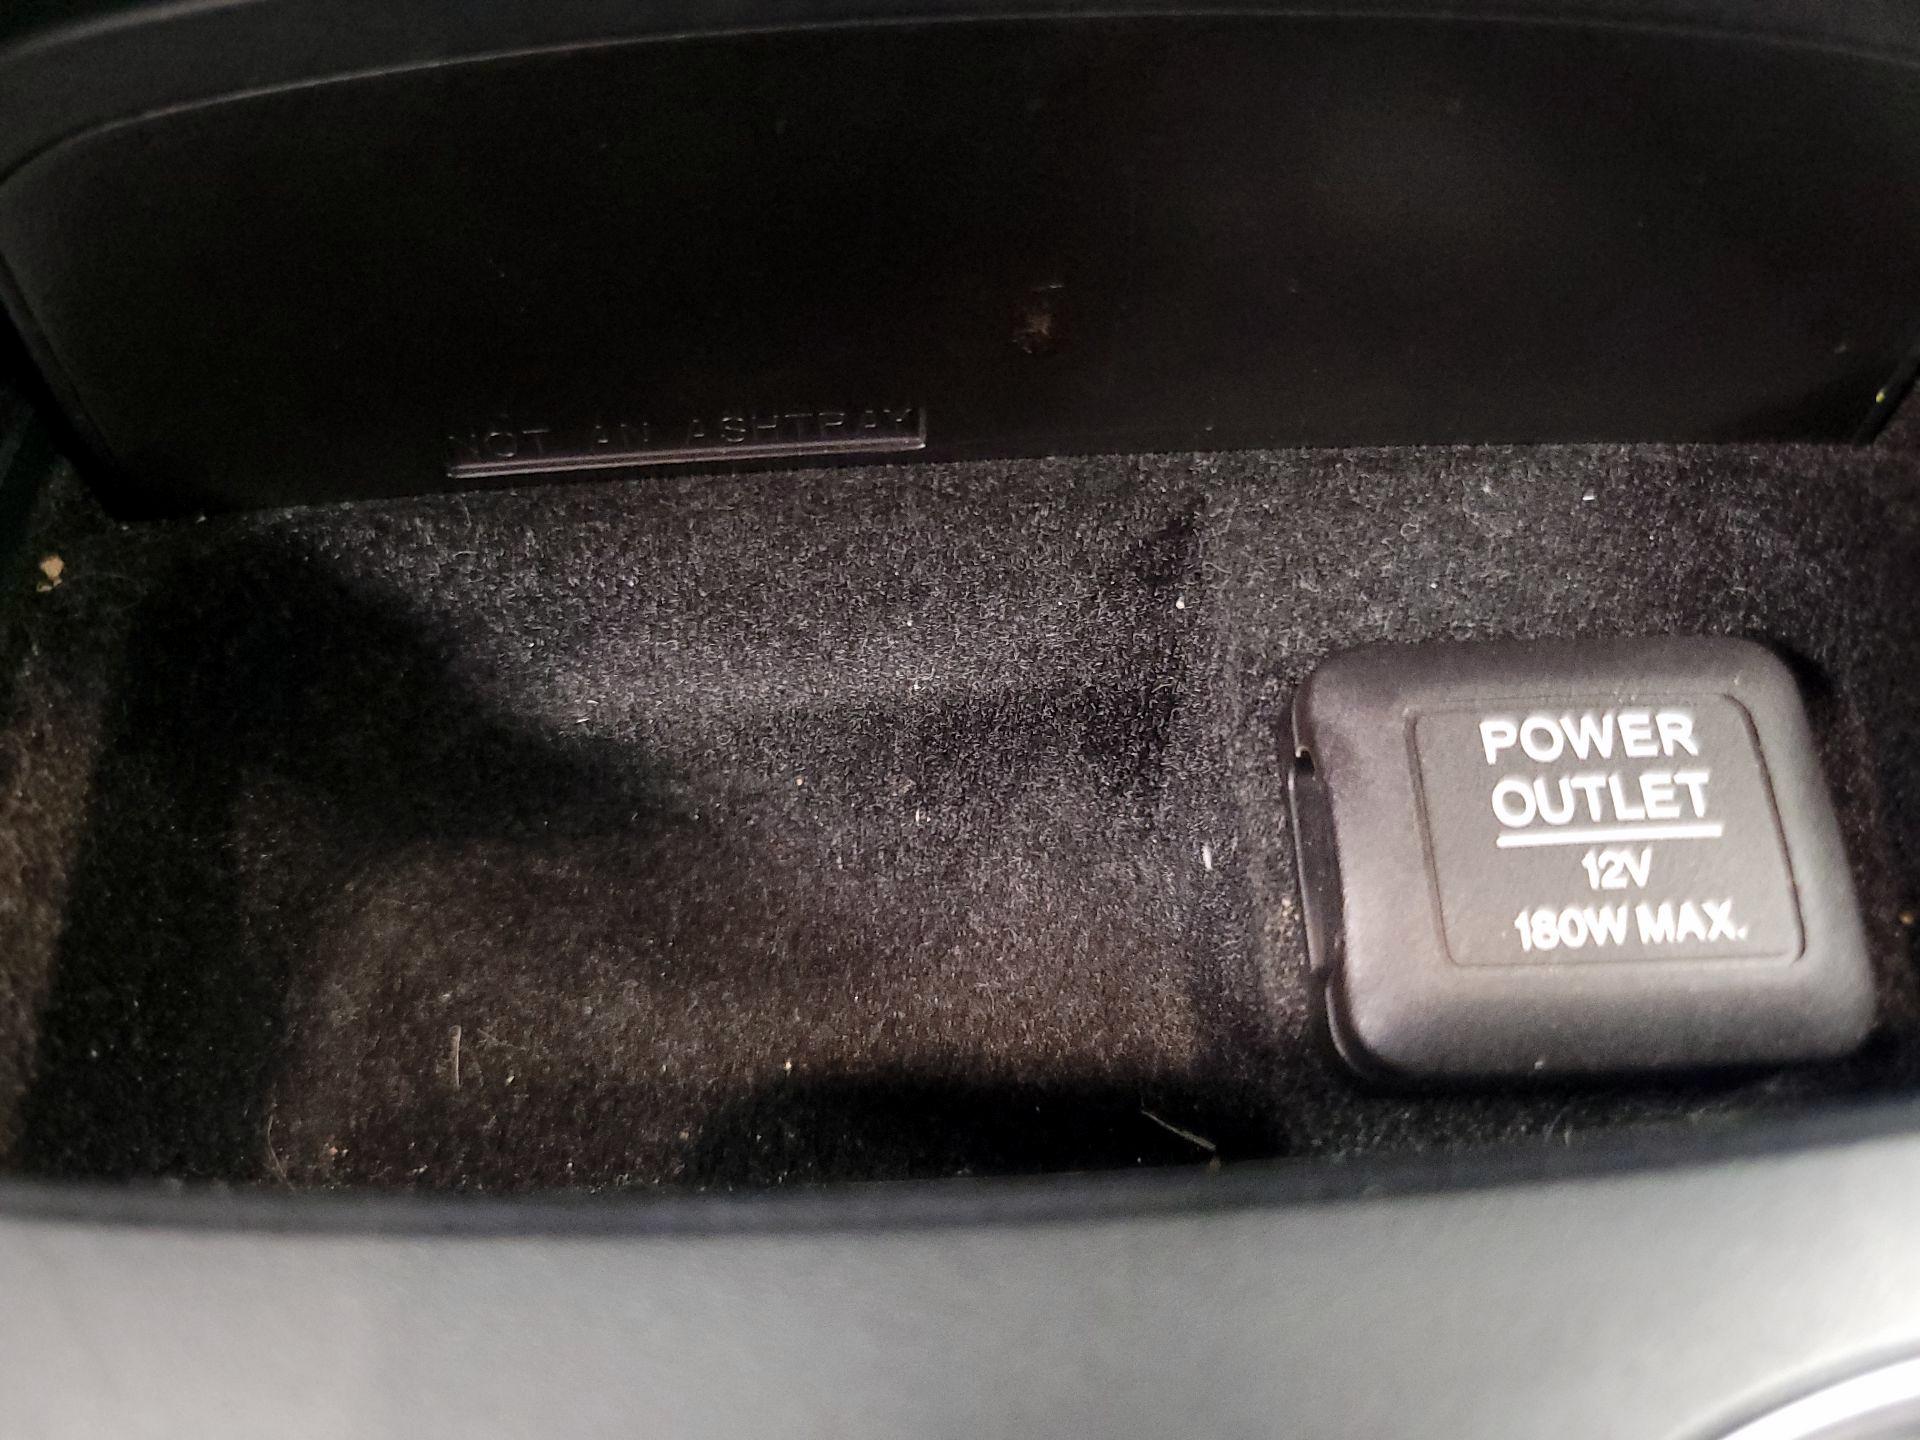 NOT AN ASHTRAY
POWER
OUTLET
12V
180W MAX.